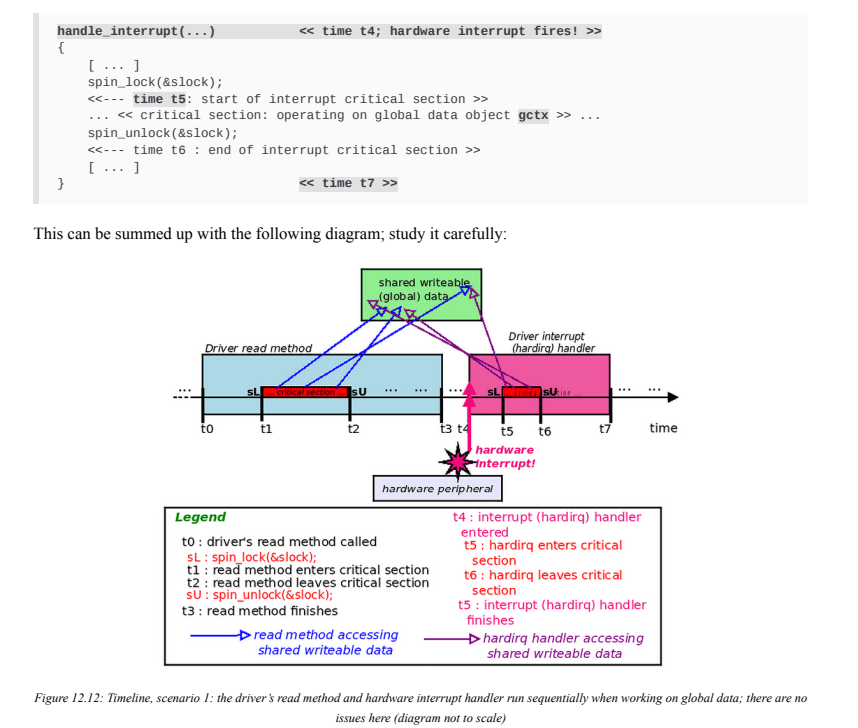 handle_interrupt(...) << time t4; hardware interrupt fires! >>
{
[ ... ]
spin_lock(&slock);
<<--- time t5: start of interrupt critical section >>
... << critical section: operating on global data object gctx >> ...
spin_unlock(&slock);
<<--- time t6 : end of interrupt critical section >>
[ ... ]
} << time t7 >>
This can be summed up with the following diagram; study it carefully:
shared writeable
(global) data
Driver read method
Driver interrupt
(hardirq) handler
... sL ... critical section ... sU ... ... ... sL sU ... ...
t0 t1 t2 t3 t4 t5 t6 t7 time
hardware
interrupt!
hardware peripheral
Legend
t0 : driver's read method called
sL : spin_lock(&slock);
t1 : read method enters critical section
t2 : read method leaves critical section
sU : spin_unlock(&slock);
t3 : read method finishes
read method accessing
shared writeable data
t4 : interrupt (hardirq) handler
entered
t5 : hardirq enters critical
section
t6 : hardirq leaves critical
section
t5 : interrupt (hardirq) handler
finishes
hardirq handler accessing
shared writeable data
Figure 12.12: Timeline, scenario 1: the driver's read method and hardware interrupt handler run sequentially when working on global data; there are no
issues here (diagram not to scale)